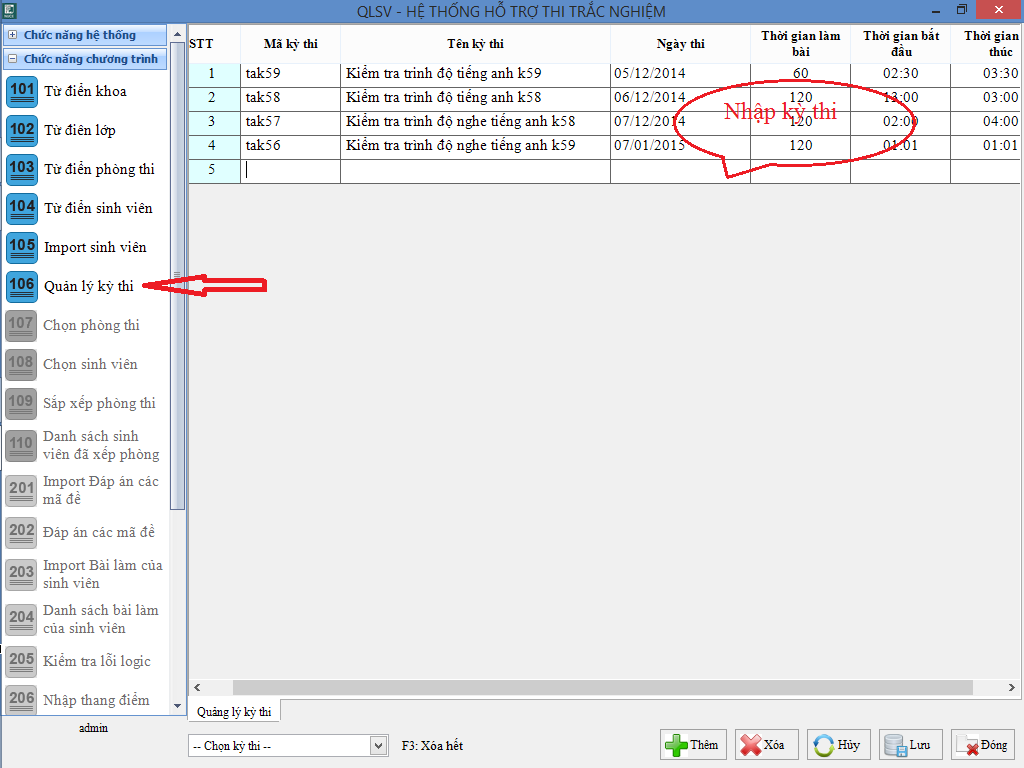 QLSV - HỆ THỐNG HỖ TRỢ THI TRẮC NGHIỆM
Chức năng hệ thống
Chức năng chương trình
101 Từ điển khoa
102 Từ điên lớp
103 Từ điển phòng thi
104 Từ điển sinh viên
105 Import sinh viên
106 Quản lý kỳ thi
107 Chọn phòng thi
108 Chọn sinh viên
109 Sắp xếp phòng thi
110 Danh sách sinh
viên đã xếp phòng
201 Import Đáp án các
mã đề
202 Đáp án các mã đề
203 Import Bài làm của
sinh viên
204 Danh sách bài làm
của sinh viên
205 Kiểm tra lỗi logic
206 Nhập thang điểm
admin
STT Mã kỳ thi Tên kỳ thi Ngày thi Thời gian làm Thời gian bắt Thời gian
bài đầu thúc
1 tak59 Kiểm tra trình độ tiếng anh k59 05/12/2014 60 02:30 03:30
2 tak58 Kiểm tra trình độ tiếng anh k58 06/12/2014 120 13:00 03:00
3 tak57 Kiểm tra trình độ nghe tiếng anh k58 07/12/2014 120 02:00 04:00
4 tak56 Kiểm tra trình độ nghe tiếng anh k59 07/01/2015 120 01:01 01:01
5
Nhập kỳ thi
Quảng lý kỳ thi
-- Chọn kỳ thi -- F3: Xóa hết Thêm Xóa Hủy Lưu Đóng